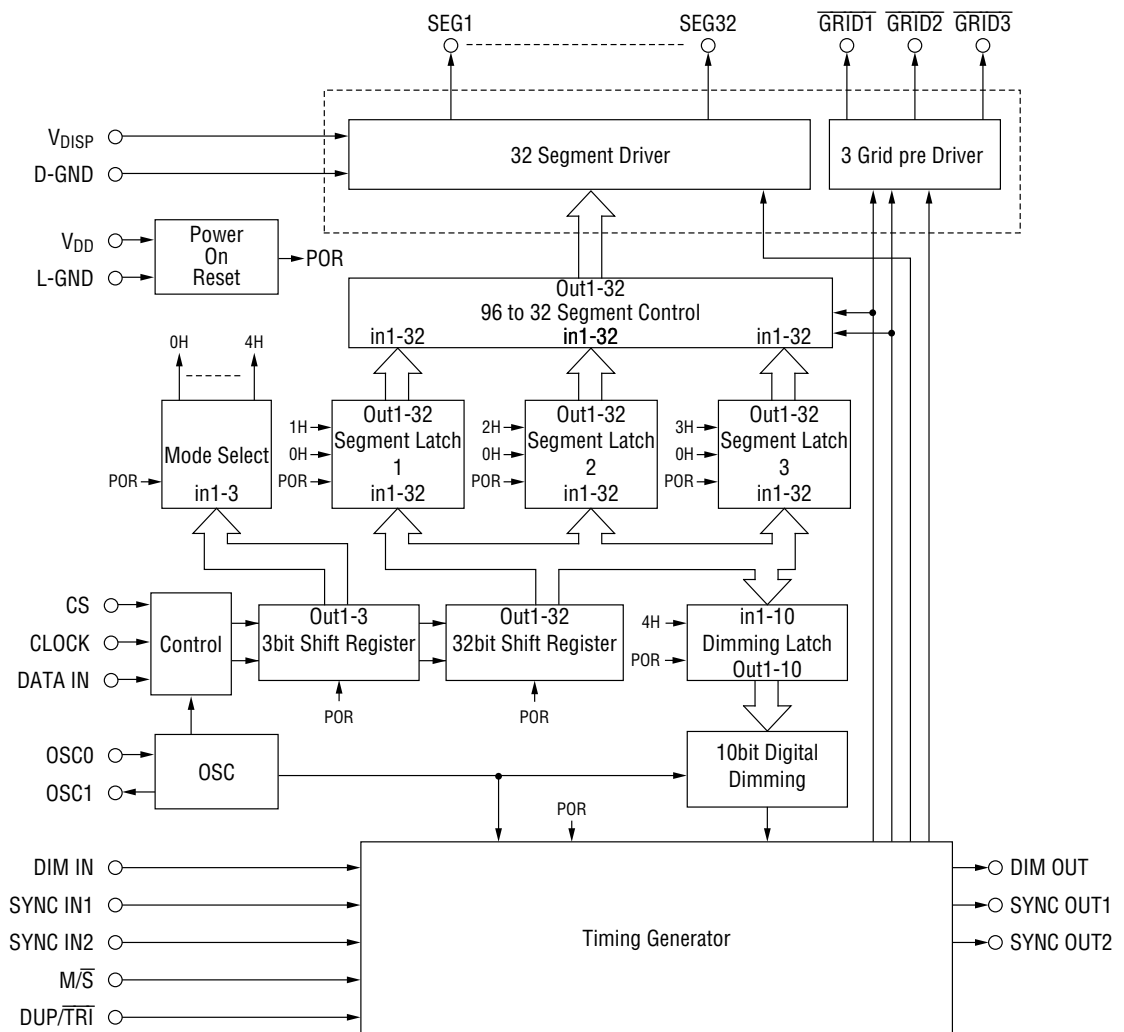 SEG1
SEG32
GRID1
GRID2
GRID3
VDISP
D-GND
32 Segment Driver
3 Grid pre Driver
VDD
L-GND
Power
On
Reset
POR
Out1-32
96 to 32 Segment Control
in1-32
in1-32
in1-32
0H
4H
Mode Select
in1-3
POR
1H
0H
POR
Out1-32
Segment Latch
1
in1-32
2H
0H
POR
Out1-32
Segment Latch
2
in1-32
3H
0H
POR
Out1-32
Segment Latch
3
in1-32
CS
CLOCK
DATA IN
Control
Out1-3
3bit Shift Register
POR
Out1-32
32bit Shift Register
POR
4H
POR
in1-10
Dimming Latch
Out1-10
OSC0
OSC1
OSC
10bit Digital
Dimming
POR
DIM IN
SYNC IN1
SYNC IN2
M/S
DUP/TRI
Timing Generator
DIM OUT
SYNC OUT1
SYNC OUT2